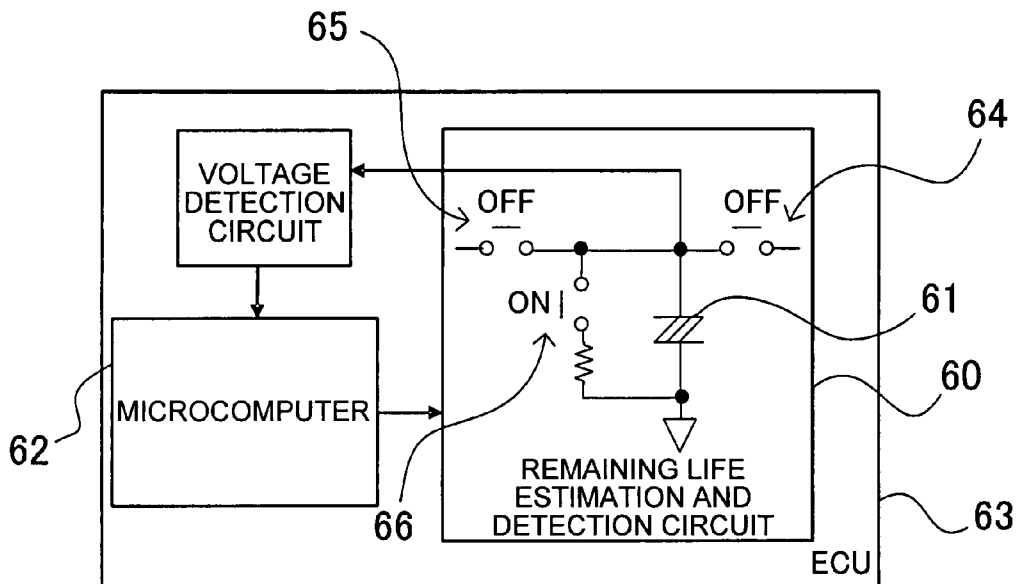 65
64
VOLTAGE
DETECTION
CIRCUIT
OFF
OFF
ON
61
60
MICROCOMPUTER
62
66
REMAINING LIFE
ESTIMATION AND
DETECTION CIRCUIT
63
ECU